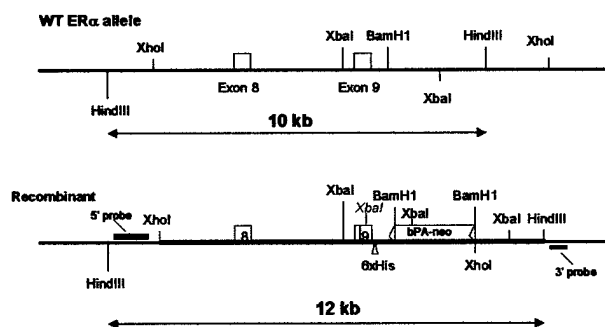 WT ERα allele
XhoI XbaI BamH1 HindIII XhoI
Exon 8 Exon 9 XbaI
HindIII
10 kb
Recombinant
5' probe XhoI XbaI XbaI BamH1 XbaI BamH1 XbaI HindIII
8 9 bPA-neo
6xHis XhoI 3' probe
HindIII
12 kb